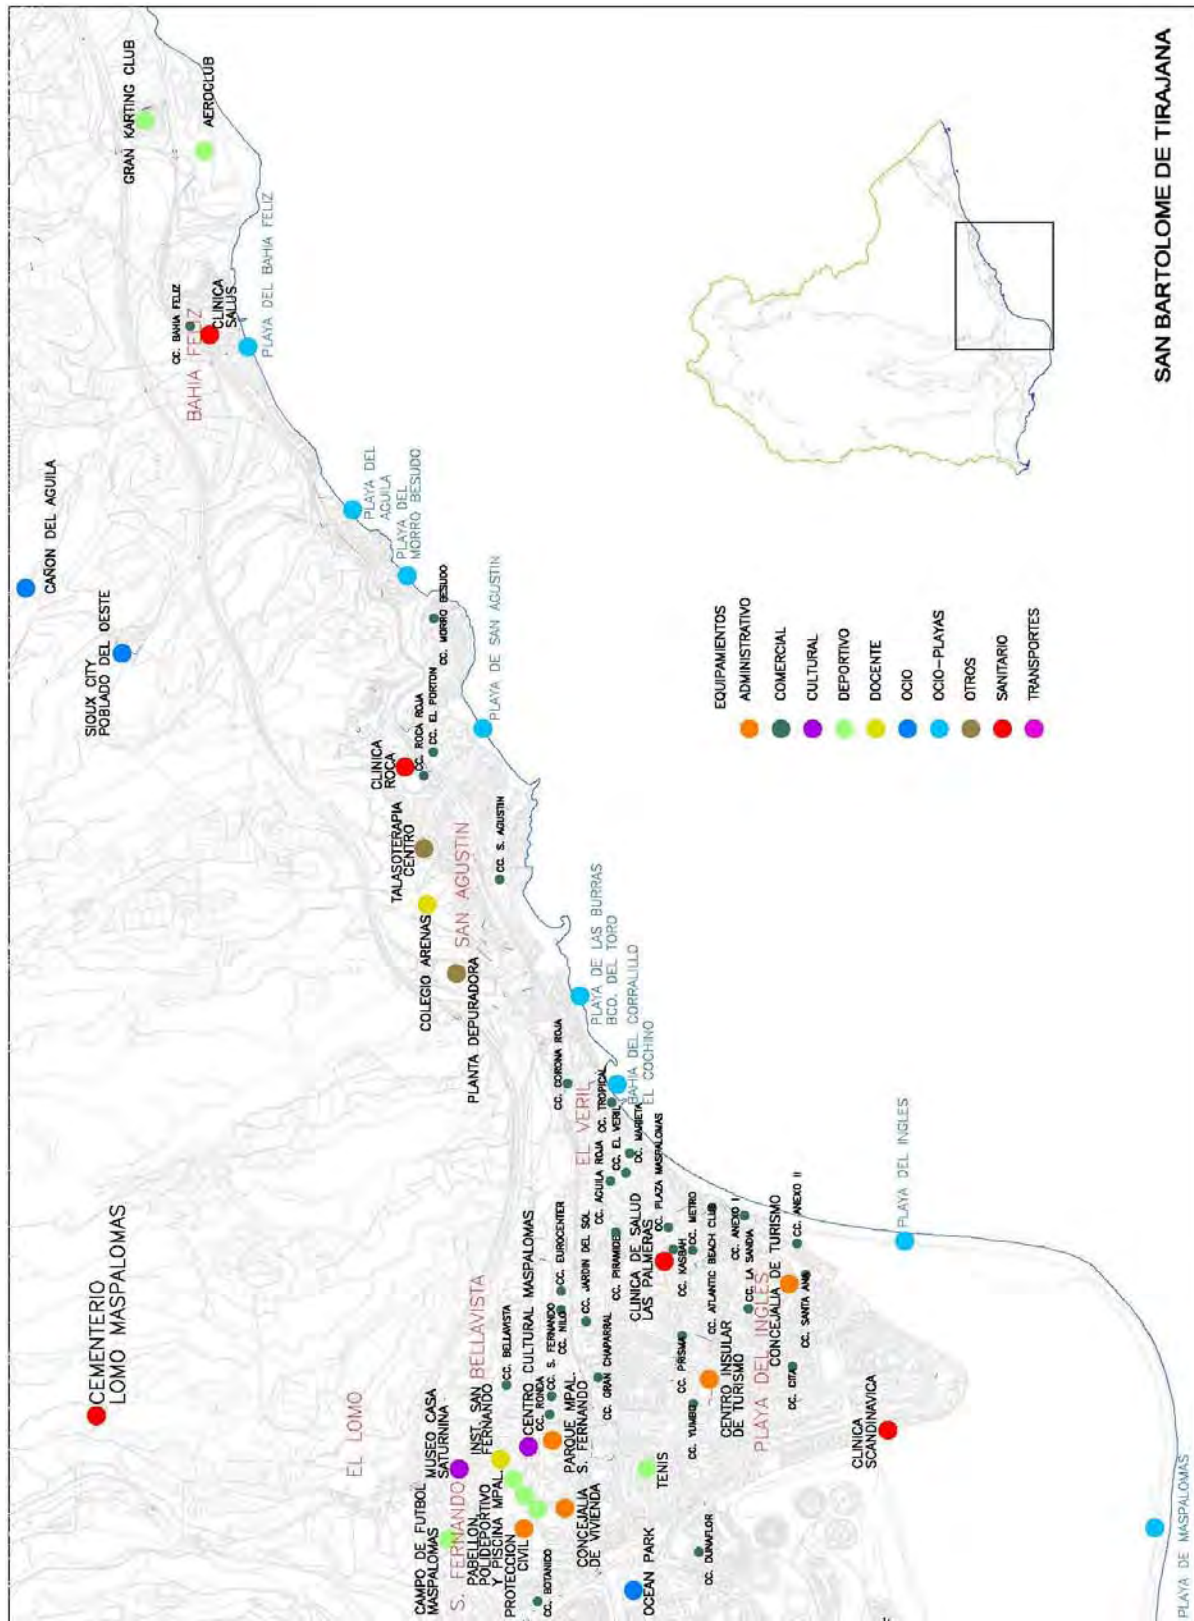 GRAN KARTING CLUB
AEROCLUB
CC. BAHIA FELIZ
BAHIA FELIZ
CLINICA
SALUS
PLAYA DEL BAHIA FELIZ
CAÑON DEL AGUILA
SIOUX CITY
POBLADO DEL OESTE
PLAYA DEL
AGUILA
PLAYA DEL
MORRO BESUDO
CC. MORRO BESUDO
PLAYA DE SAN AGUSTIN
CLINICA
ROCA
CC. ROCA ROJA
CC. EL PORTON
TALASOTERAPIA
CENTRO
SAN AGUSTIN
CC. S. AGUSTIN
COLEGIO ARENAS
PLANTA DEPURADORA
PLAYA DE LAS BURRAS
BCO. DEL TORO
BAHIA DEL CORRALILLO
EL COCHINO
CC. CORONA ROJA
EL VERIL
CC. TROPICAL
CC. AGUILA ROJA
CC. EL VERIL
CC. MARIETA
CC. PLAZA MASPALOMAS
CC. PIRAMIDE
CLINICA DE SALUD
LAS PALMERAS
CC. KASBAH
CC. METRO
CC. ATLANTIC BEACH CLUB
CC. ANEXO I
CC. ANEXO II
CC. LA SANDIA
CONCEJALIA DE TURISMO
CC. SANTA ANA
PLAYA DEL INGLES
PLAYA DEL INGLES
CENTRO INSULAR
DE TURISMO
CC. PRISMA
CC. YUMBO
CC. CITA
CLINICA
SCANDINAVICA
CEMENTERIO
LOMO MASPALOMAS
EL LOMO
BELLAVISTA
CC. BELLAVISTA
CENTRO CULTURAL MASPALOMAS
CC. EUROCENTER
CC. JARDIN DEL SOL
CC. NILO
CC. S. FERNANDO
CC. RONDA
CC. GRAN CHAPARRAL
PARQUE MPAL.
S. FERNANDO
INST. SAN
FERNANDO
MUSEO CASA
SATURNINA
CAMPO DE FUTBOL
MASPALOMAS
S. FERNANDO
PABELLON,
POLIDEPORTIVO
Y PISCINA MPAL.
PROTECCION
CIVIL
CC. BOTANICO
CONCEJALIA
DE VIVIENDA
TENIS
OCEAN PARK
CC. DUNAFLOR
PLAYA DE MASPALOMAS
EQUIPAMIENTOS
ADMINISTRATIVO
COMERCIAL
CULTURAL
DEPORTIVO
DOCENTE
OCIO
OCIO-PLAYAS
OTROS
SANITARIO
TRANSPORTES
SAN BARTOLOME DE TIRAJANA